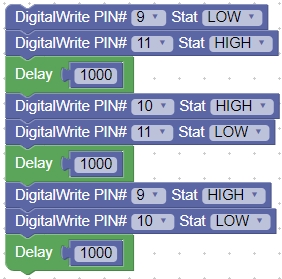 DigitalWrite PIN# 9 Stat LOW
DigitalWrite PIN# 11 Stat HIGH
Delay 1000
DigitalWrite PIN# 10 Stat HIGH
DigitalWrite PIN# 11 Stat LOW
Delay 1000
DigitalWrite PIN# 9 Stat HIGH
DigitalWrite PIN# 10 Stat LOW
Delay 1000